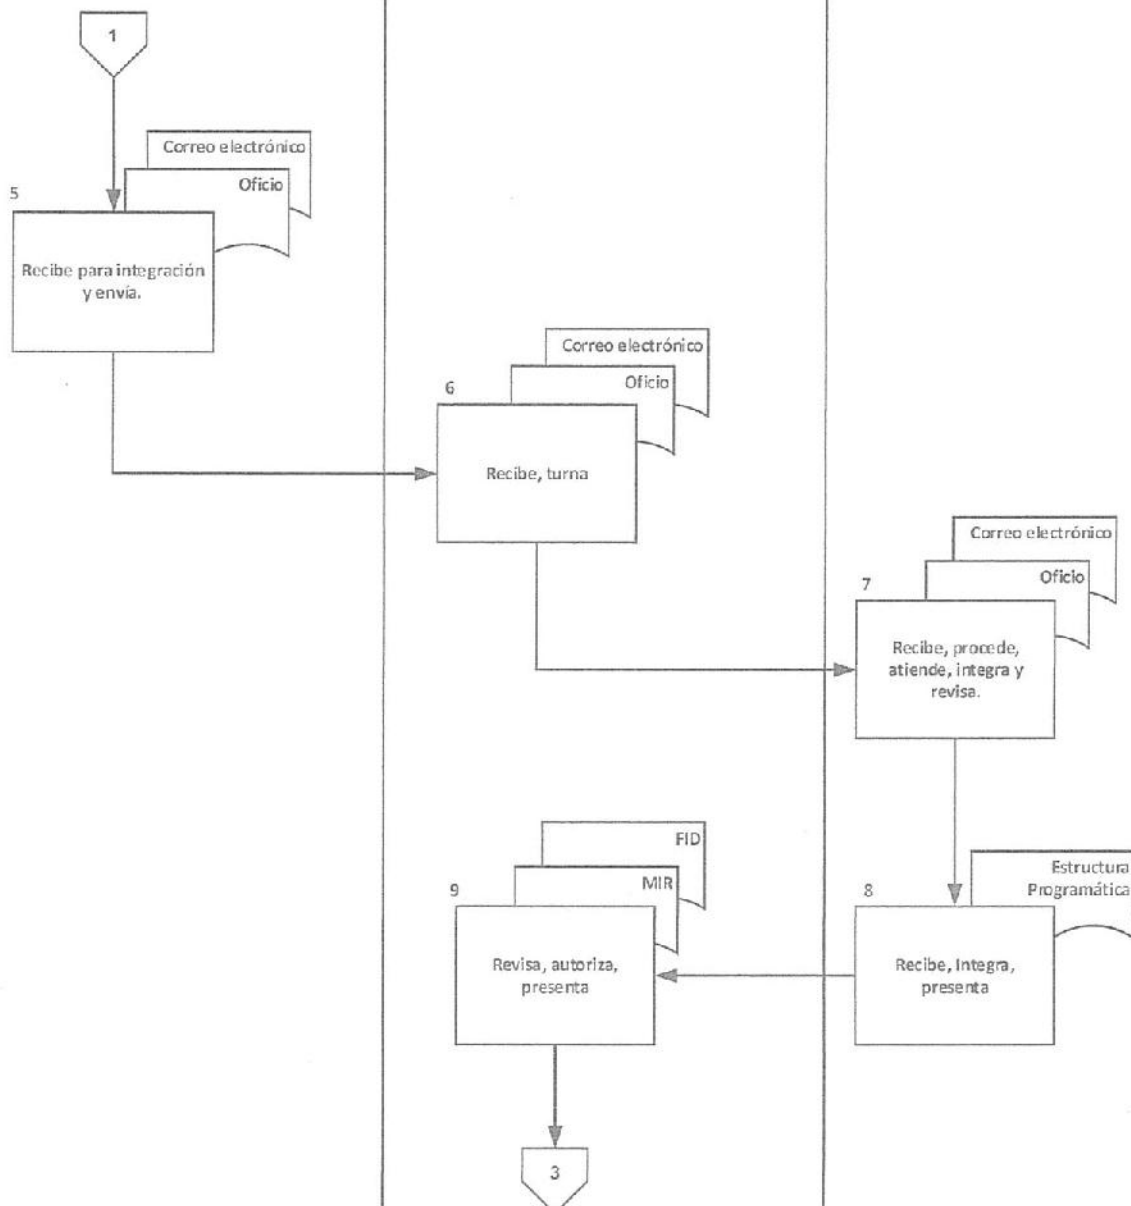 1
Correo electrónico
Oficio
5
Recibe para integración
y envía.
Correo electrónico
Oficio
6
Recibe, turna
Correo electrónico
Oficio
7
Recibe, procede,
atiende, integra y
revisa.
FID
MIR
9
Revisa, autoriza,
presenta
Estructura
Programática
8
Recibe, Integra,
presenta
3